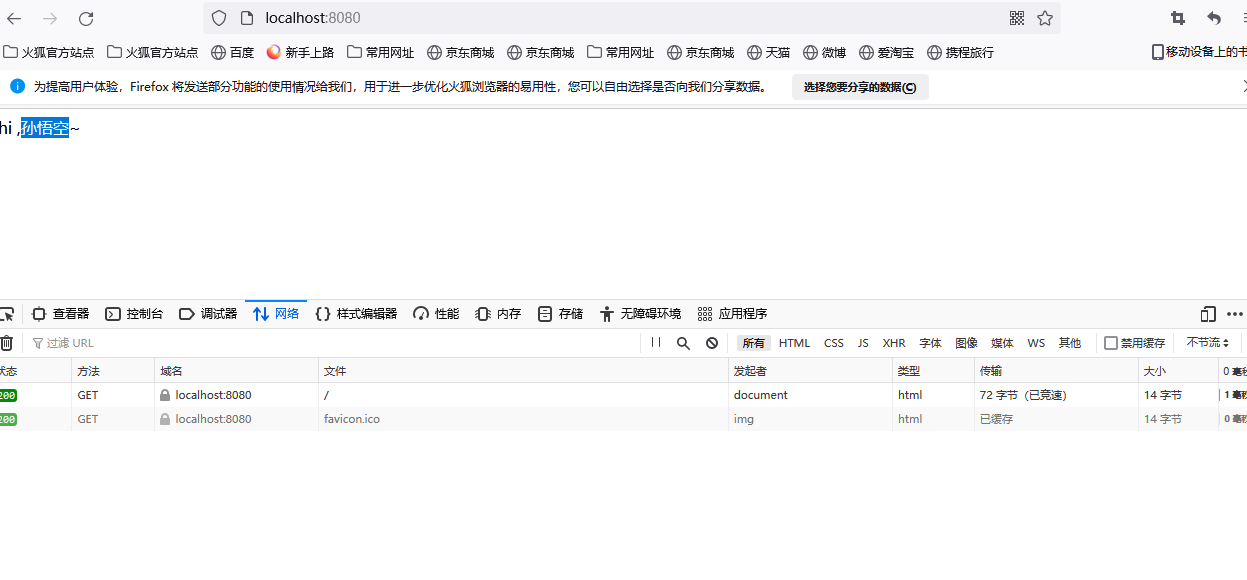 localhost:8080
火狐官方站点 火狐官方站点 百度 新手上路 常用网址 京东商城 京东商城 常用网址 京东商城 天猫 微博 爱淘宝 携程旅行 移动设备上的
为提高用户体验，Firefox 将发送部分功能的使用情况给我们，用于进一步优化火狐浏览器的易用性，您可以自由选择是否向我们分享数据。 选择您要分享的数据(C)
hi ,孙悟空~
查看器 控制台 调试器 网络 样式编辑器 性能 内存 存储 无障碍环境 应用程序
过滤 URL 所有 HTML CSS JS XHR 字体 图像 媒体 WS 其他 禁用缓存 不节流
状态 方法 域名 文件 发起者 类型 传输 大小 0 毫秒
200 GET localhost:8080 / document html 72 字节（已竞速） 14 字节 1 毫秒
200 GET localhost:8080 favicon.ico img html 已缓存 14 字节 0 毫秒